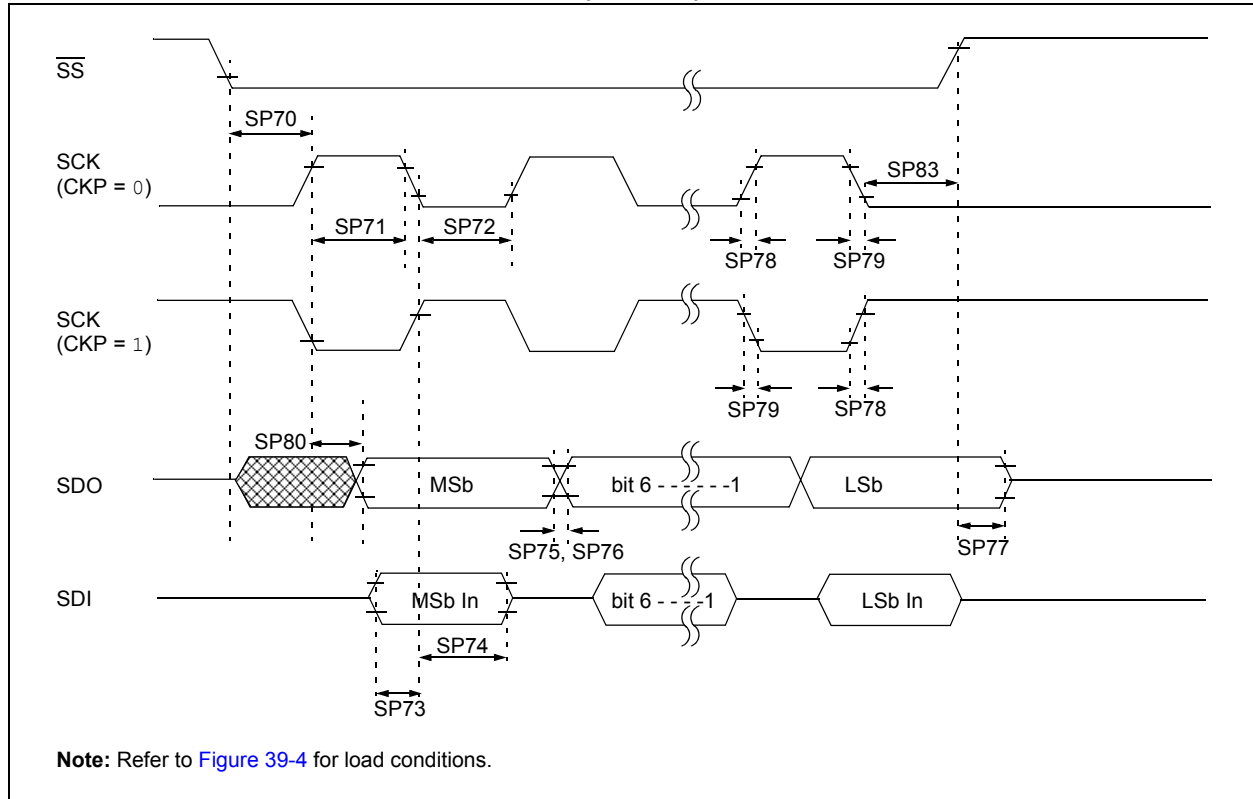 SS
SP70
SCK
(CKP = 0)
SP83
SP71
SP72
SP78
SP79
SCK
(CKP = 1)
SP79
SP78
SP80
SDO
MSb
bit 6 - - - - - -1
LSb
SP75, SP76
SP77
SDI
MSb In
bit 6 - - - -1
LSb In
SP74
SP73
Note: Refer to Figure 39-4 for load conditions.